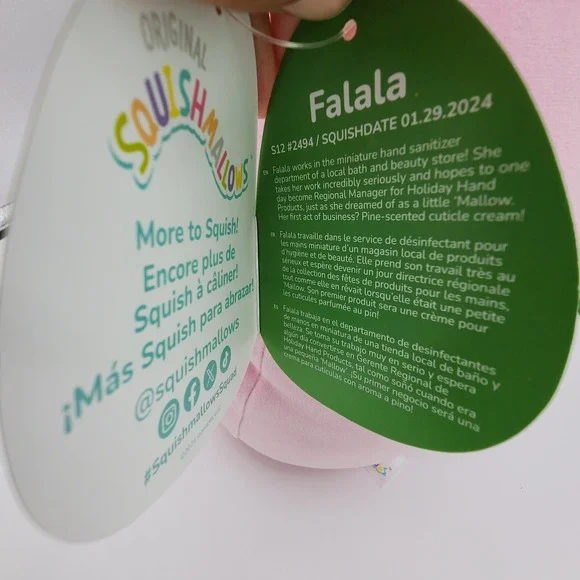 ORIGINAL
SQUISHMALLOWS
More to Squish!
Encore plus de
Squish à câliner!
¡Más Squish para abrazar!
@squishmallows
#SquishmallowsSquad
Falala
S12 #2494 / SQUISHDATE 01.29.2024
EN Falala works in the miniature hand sanitizer
department of a local bath and beauty store! She
takes her work incredibly seriously and hopes to one
day become Regional Manager for Holiday Hand
Products, just as she dreamed of as a little 'Mallow.
Her first act of business? Pine-scented cuticle cream!
FR Falala travaille dans le service de désinfectant pour
les mains miniature d'un magasin local de produits
d'hygiène et de beauté. Elle prend son travail très au
sérieux et espère devenir un jour directrice régionale
de la collection des fêtes de produits pour les mains,
tout comme elle en rêvait lorsqu'elle était une petite
'Mallow. Son premier produit sera une crème pour
les cuticules parfumée au pin!
ES Falala trabaja en el departamento de desinfectantes
de manos en miniatura de una tienda local de baño y
belleza. Se toma su trabajo muy en serio y espera
algún día convertirse en Gerente Regional de
Holiday Hand Products, tal como soñó cuando era
una pequeña 'Mallow'. ¡Su primer negocio será una
crema para cutículas con aroma a pino!